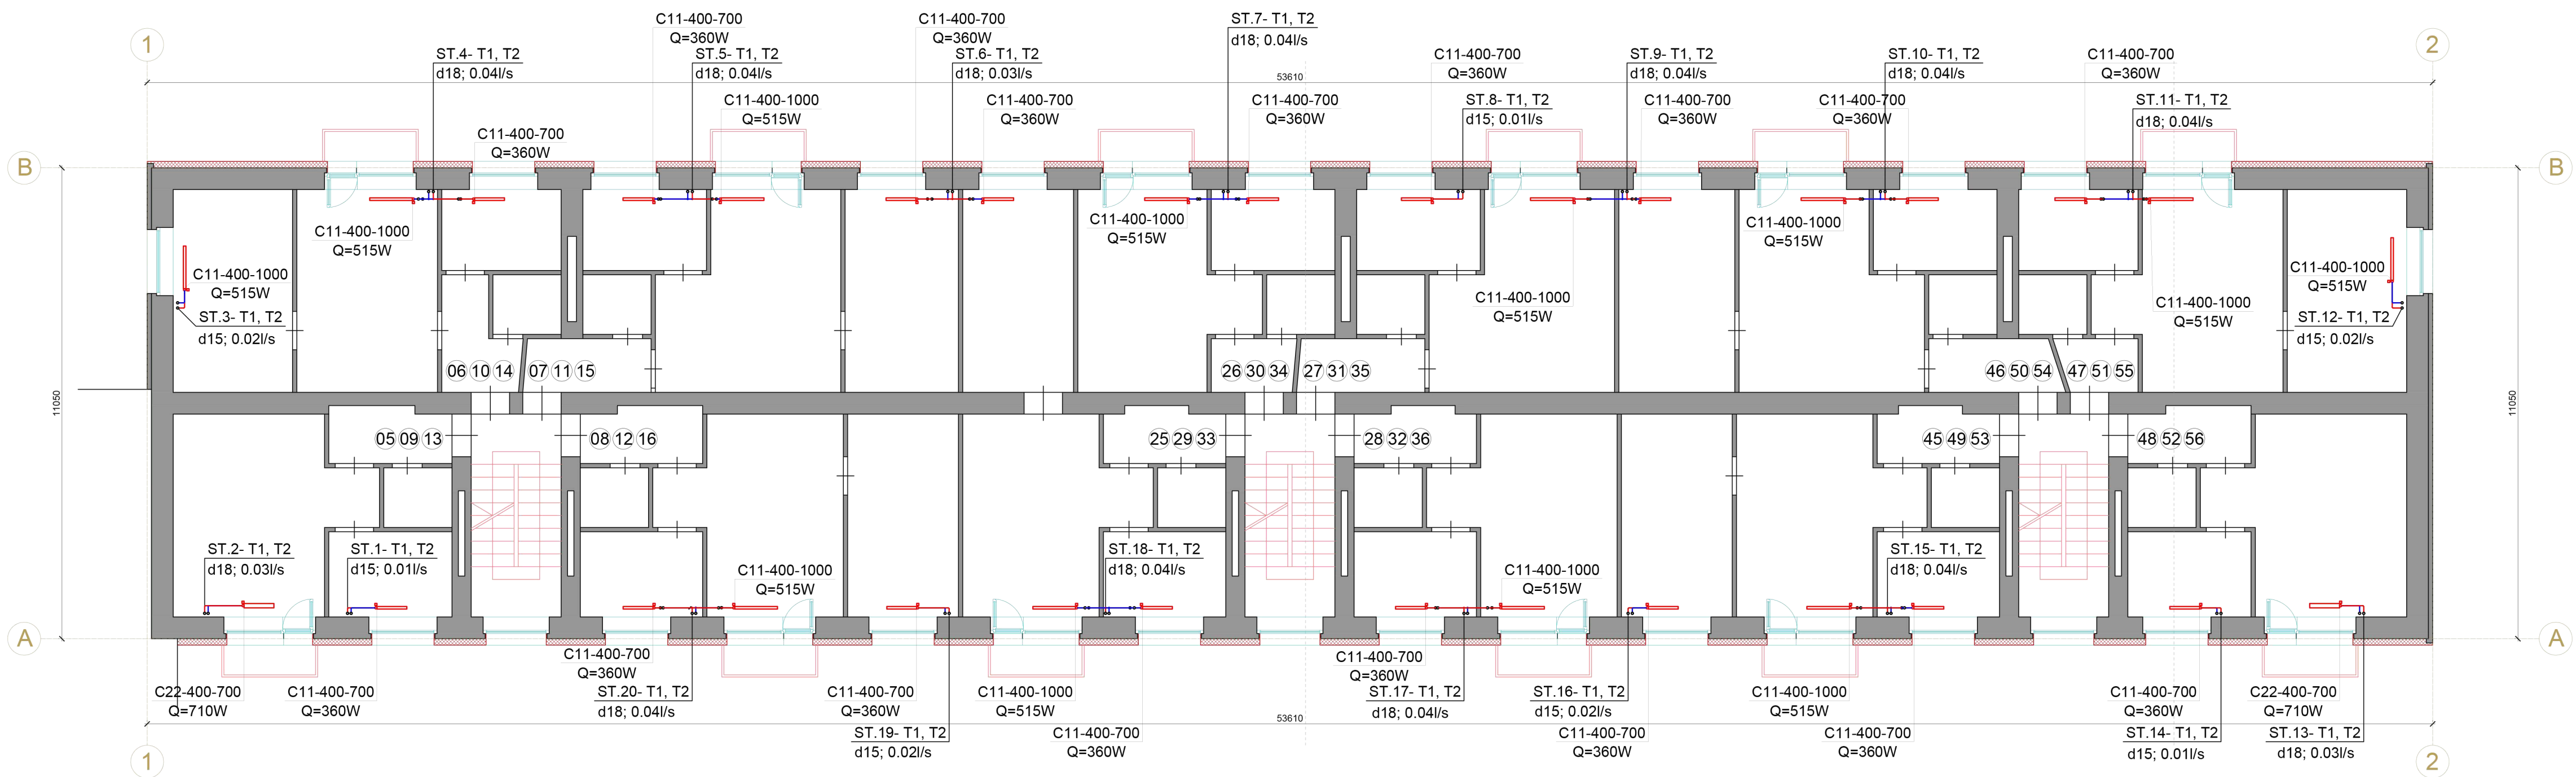 C11-400-700
Q=360W
C11-400-700
Q=360W
ST.7- T1, T2
d18; 0.04l/s
1
2
ST.4- T1, T2
d18; 0.04l/s
ST.5- T1, T2
d18; 0.04l/s
ST.6- T1, T2
d18; 0.03l/s
C11-400-700
Q=360W
ST.9- T1, T2
d18; 0.04l/s
ST.10- T1, T2
d18; 0.04l/s
C11-400-700
Q=360W
53610
C11-400-1000
Q=515W
C11-400-700
Q=360W
C11-400-700
Q=360W
ST.8- T1, T2
d15; 0.01l/s
C11-400-700
Q=360W
C11-400-700
Q=360W
ST.11- T1, T2
d18; 0.04l/s
C11-400-700
Q=360W
B
B
C11-400-1000
Q=515W
C11-400-1000
Q=515W
C11-400-1000
Q=515W
C11-400-1000
Q=515W
C11-400-1000
Q=515W
C11-400-1000
Q=515W
C11-400-1000
Q=515W
ST.3- T1, T2
d15; 0.02l/s
ST.12- T1, T2
d15; 0.02l/s
06 10 14
07 11 15
26 30 34
27 31 35
46 50 54
47 51 55
11050
11050
05 09 13
08 12 16
25 29 33
28 32 36
45 49 53
48 52 56
ST.2- T1, T2
d18; 0.03l/s
ST.1- T1, T2
d15; 0.01l/s
C11-400-1000
Q=515W
ST.18- T1, T2
d18; 0.04l/s
C11-400-1000
Q=515W
ST.15- T1, T2
d18; 0.04l/s
A
A
C11-400-700
Q=360W
C11-400-700
Q=360W
C22-400-700
Q=710W
C11-400-700
Q=360W
ST.20- T1, T2
d18; 0.04l/s
C11-400-700
Q=360W
C11-400-1000
Q=515W
ST.17- T1, T2
d18; 0.04l/s
ST.16- T1, T2
d15; 0.02l/s
C11-400-1000
Q=515W
C11-400-700
Q=360W
C22-400-700
Q=710W
53610
ST.19- T1, T2
d15; 0.02l/s
C11-400-700
Q=360W
C11-400-700
Q=360W
C11-400-700
Q=360W
ST.14- T1, T2
d15; 0.01l/s
ST.13- T1, T2
d18; 0.03l/s
1
2